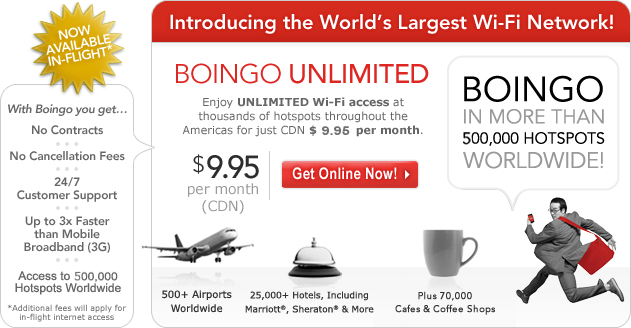 NOW
AVAILABLE
IN-FLIGHT*
With Boingo you get...
No Contracts
No Cancellation Fees
24/7
Customer Support
Up to 3x Faster
than Mobile
Broadband (3G)
Access to 500,000
Hotspots Worldwide
*Additional fees will apply for
in-flight internet access
Introducing the World's Largest Wi-Fi Network!
BOINGO UNLIMITED
Enjoy UNLIMITED Wi-Fi access at
thousands of hotspots throughout the
Americas for just CDN $ 9.95 per month.
$9.95
per month
(CDN)
Get Online Now!
BOINGO
IN MORE THAN
500,000 HOTSPOTS
WORLDWIDE!
500+ Airports
Worldwide
25,000+ Hotels, Including
Marriott®, Sheraton® & More
Plus 70,000
Cafes & Coffee Shops